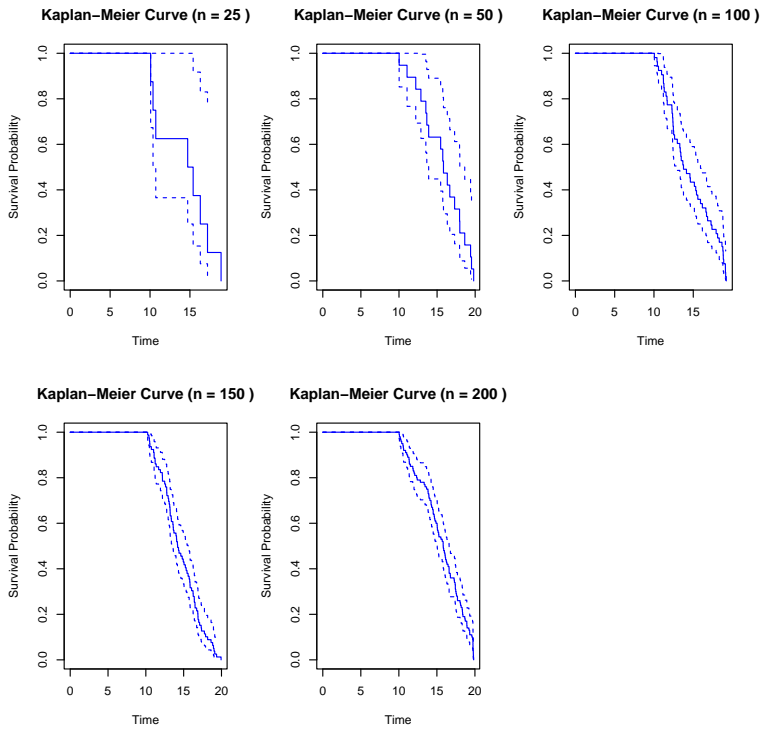 Kaplan−Meier Curve (n = 25 )
Kaplan−Meier Curve (n = 50 )
Kaplan−Meier Curve (n = 100 )
Survival Probability
1.0
0.8
0.6
0.4
0.2
0.0
0 5 10 15
Time
Survival Probability
1.0
0.8
0.6
0.4
0.2
0.0
0 5 10 15 20
Time
Survival Probability
1.0
0.8
0.6
0.4
0.2
0.0
0 5 10 15
Time
Kaplan−Meier Curve (n = 150 )
Kaplan−Meier Curve (n = 200 )
Survival Probability
1.0
0.8
0.6
0.4
0.2
0.0
0 5 10 15 20
Time
Survival Probability
1.0
0.8
0.6
0.4
0.2
0.0
0 5 10 15 20
Time